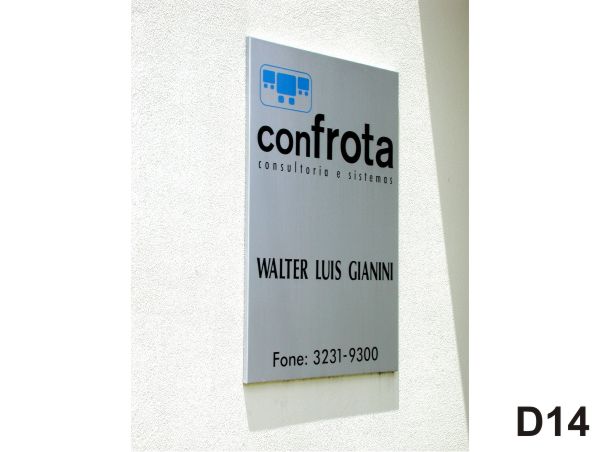 confrota
consultoria e sistemas
WALTER LUIS GIANINI
Fone: 3231-9300
D14